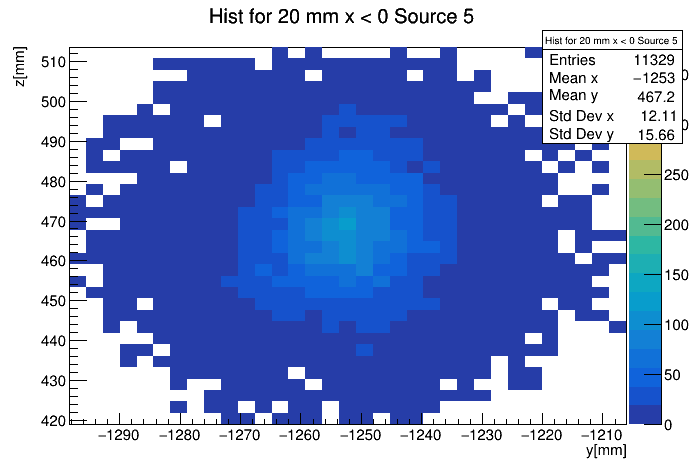 Hist for 20 mm x < 0 Source 5
Hist for 20 mm x < 0 Source 5
Entries 11329
Mean x −1253
Mean y 467.2
Std Dev x 12.11
Std Dev y 15.66
z[mm]
510
500
490
480
470
460
450
440
430
420
−1290 −1280 −1270 −1260 −1250 −1240 −1230 −1220 −1210
y[mm]
250
200
150
100
50
0